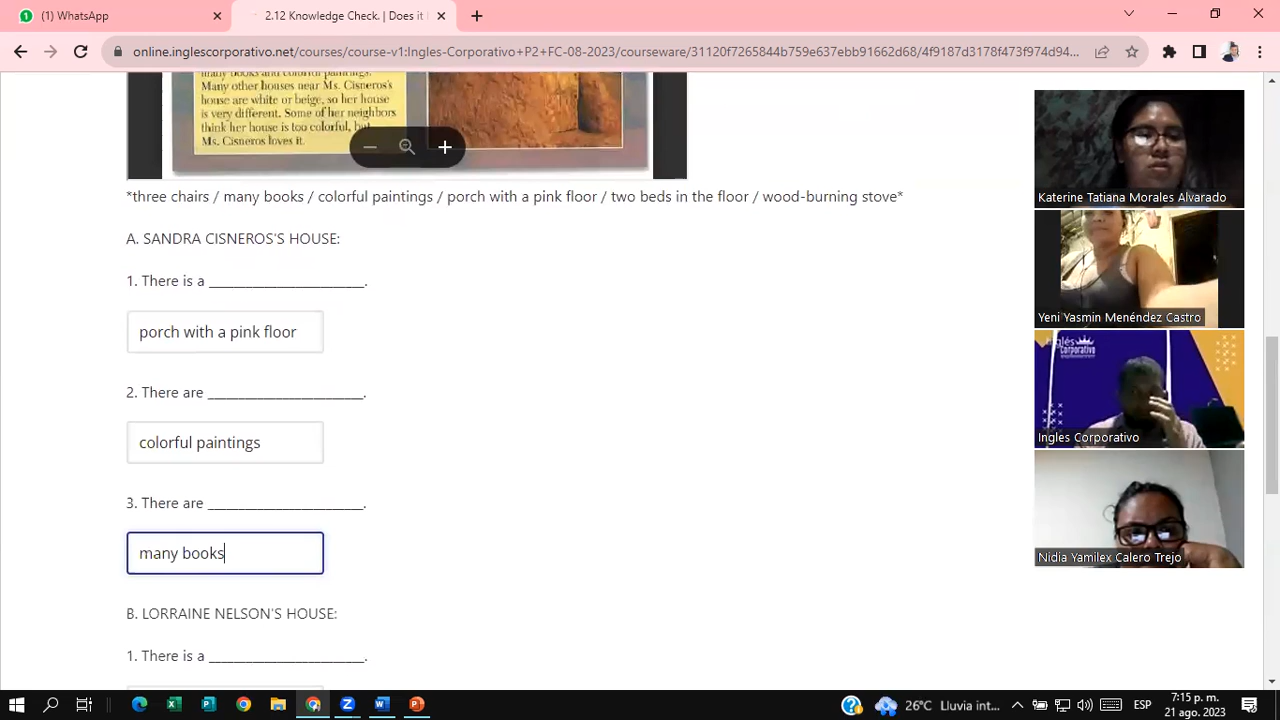 (1) WhatsApp
2.12 Knowledge Check. | Does it
online.inglescorporativo.net/courses/course-v1:Ingles-Corporativo+P2+FC-08-2023/courseware/31120f7265844b759e637ebb91662d68/4f9187d3178f473f974d94...
many books and colorful paintings.
Many other houses near Ms. Cisneros's
house are white or beige, so her house
is very different. Some of her neighbors
think her house is too colorful, but
Ms. Cisneros loves it.
*three chairs / many books / colorful paintings / porch with a pink floor / two beds in the floor / wood-burning stove*
A. SANDRA CISNEROS'S HOUSE:
1. There is a ______________________.
porch with a pink floor
2. There are ______________________.
colorful paintings
3. There are ______________________.
many books
B. LORRAINE NELSON'S HOUSE:
1. There is a ______________________.
Katerine Tatiana Morales Alvarado
Yeni Yasmin Menéndez Castro
Inglés
Corporativo
Ingles Corporativo
Nidia Yamilex Calero Trejo
26°C Lluvia int...
ESP
7:15 p. m.
21 ago. 2023